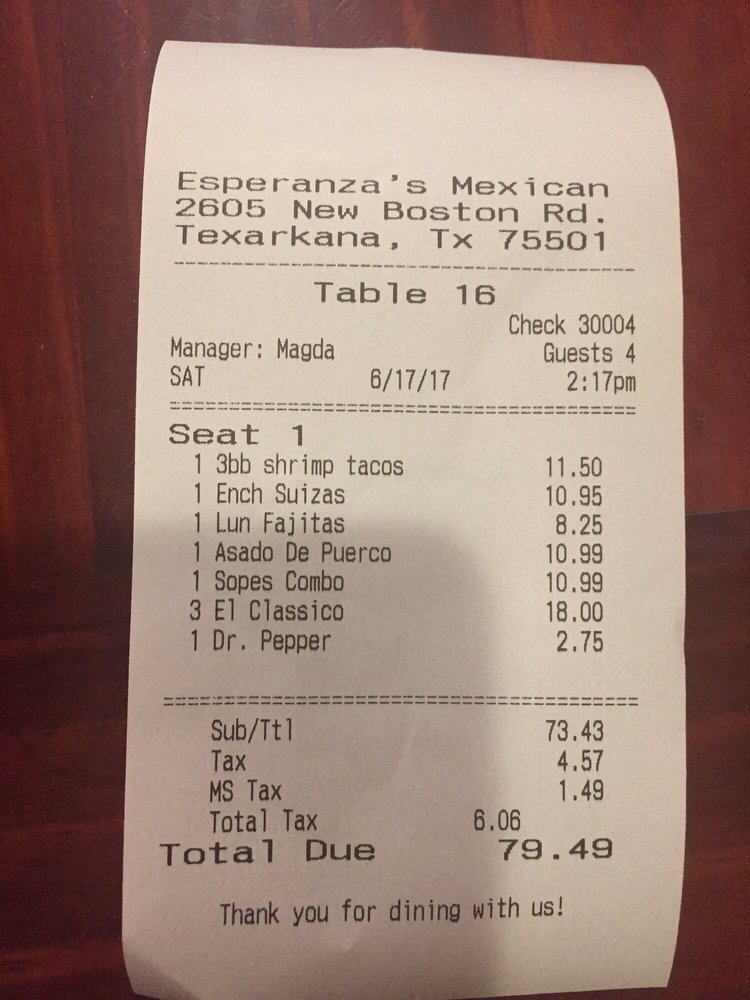 Esperanza's Mexican
2605 New Boston Rd.
Texarkana, Tx 75501
Table 16
Check 30004
Manager: Magda Guests 4
SAT 6/17/17 2:17pm
Seat 1
1 3bb shrimp tacos 11.50
1 Ench Suizas 10.95
1 Lun Fajitas 8.25
1 Asado De Puerco 10.99
1 Sopes Combo 10.99
3 El Classico 18.00
1 Dr. Pepper 2.75
Sub/Ttl 73.43
Tax 4.57
MS Tax 1.49
Total Tax 6.06
Total Due 79.49
Thank you for dining with us!